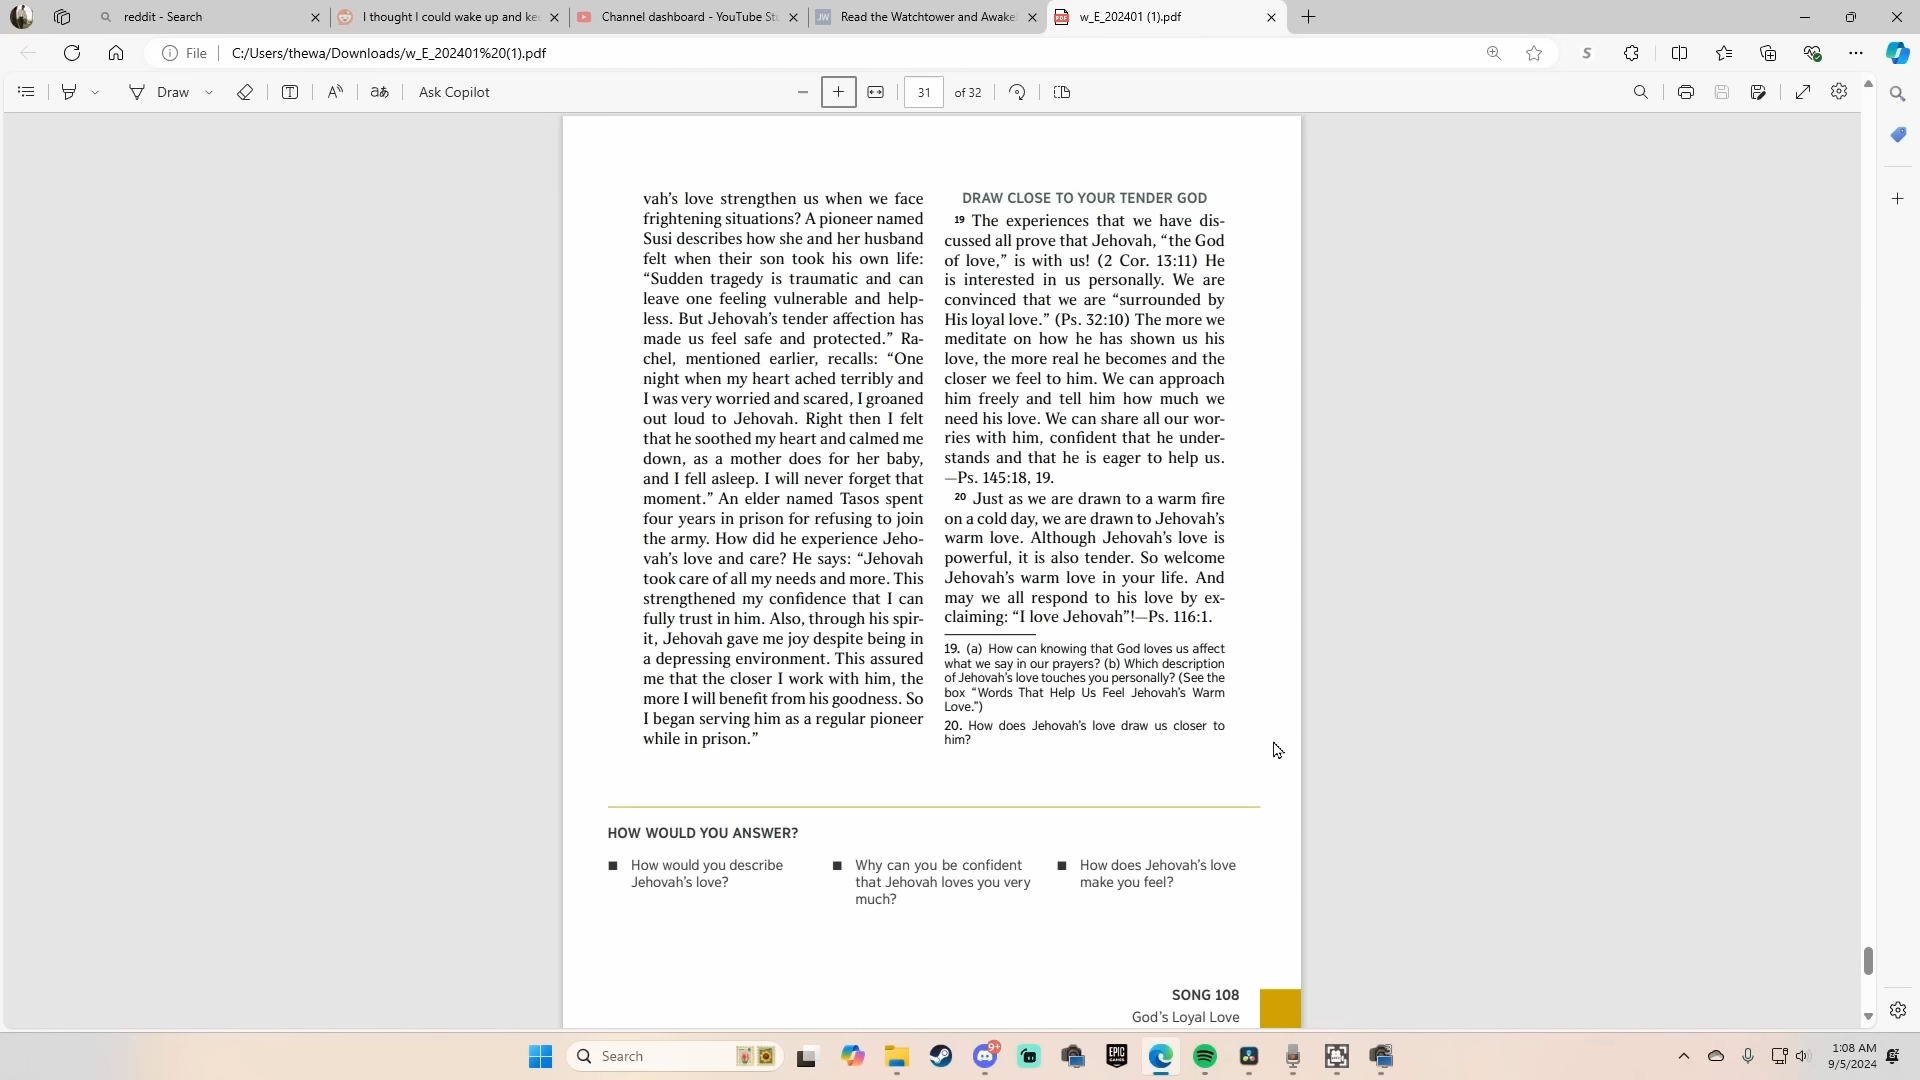 reddit - Search
I thought I could wake up and ke
Channel dashboard - YouTube St
Read the Watchtower and Awake
w_E_202401 (1).pdf
File
C:/Users/thewa/Downloads/w_E_202401%20(1).pdf
Draw
Ask Copilot
31
of 32
vah’s love strengthen us when we face
frightening situations? A pioneer named
Susi describes how she and her husband
felt when their son took his own life:
“Sudden tragedy is traumatic and can
leave one feeling vulnerable and help-
less. But Jehovah’s tender affection has
made us feel safe and protected.” Ra-
chel, mentioned earlier, recalls: “One
night when my heart ached terribly and
I was very worried and scared, I groaned
out loud to Jehovah. Right then I felt
that he soothed my heart and calmed me
down, as a mother does for her baby,
and I fell asleep. I will never forget that
moment.” An elder named Tasos spent
four years in prison for refusing to join
the army. How did he experience Jeho-
vah’s love and care? He says: “Jehovah
took care of all my needs and more. This
strengthened my confidence that I can
fully trust in him. Also, through his spir-
it, Jehovah gave me joy despite being in
a depressing environment. This assured
me that the closer I work with him, the
more I will benefit from his goodness. So
I began serving him as a regular pioneer
while in prison.”
DRAW CLOSE TO YOUR TENDER GOD
19 The experiences that we have dis-
cussed all prove that Jehovah, “the God
of love,” is with us! (2 Cor. 13:11) He
is interested in us personally. We are
convinced that we are “surrounded by
His loyal love.” (Ps. 32:10) The more we
meditate on how he has shown us his
love, the more real he becomes and the
closer we feel to him. We can approach
him freely and tell him how much we
need his love. We can share all our wor-
ries with him, confident that he under-
stands and that he is eager to help us.
—Ps. 145:18, 19.
20 Just as we are drawn to a warm fire
on a cold day, we are drawn to Jehovah’s
warm love. Although Jehovah’s love is
powerful, it is also tender. So welcome
Jehovah’s warm love in your life. And
may we all respond to his love by ex-
claiming: “I love Jehovah”!—Ps. 116:1.
19. (a) How can knowing that God loves us affect
what we say in our prayers? (b) Which description
of Jehovah’s love touches you personally? (See the
box “Words That Help Us Feel Jehovah’s Warm
Love.”)
20. How does Jehovah’s love draw us closer to
him?
HOW WOULD YOU ANSWER?
■ How would you describe
Jehovah’s love?
■ Why can you be confident
that Jehovah loves you very
much?
■ How does Jehovah’s love
make you feel?
SONG 108
God’s Loyal Love
Search
9+
EPIC
GAMES
1:08 AM
9/5/2024